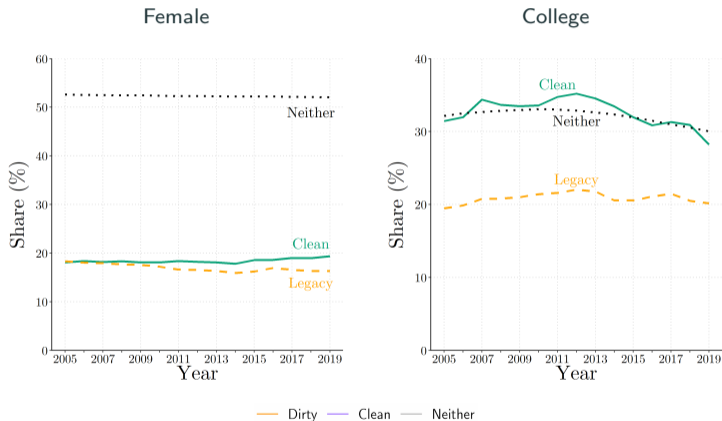 Female
College
60
50
40
30
20
10
0
Share (%)
Neither
Clean
Legacy
2005 2007 2009 2011 2013 2015 2017 2019
Year
40
30
20
10
0
Share (%)
Clean
Neither
Legacy
2005 2007 2009 2011 2013 2015 2017 2019
Year
Dirty Clean Neither